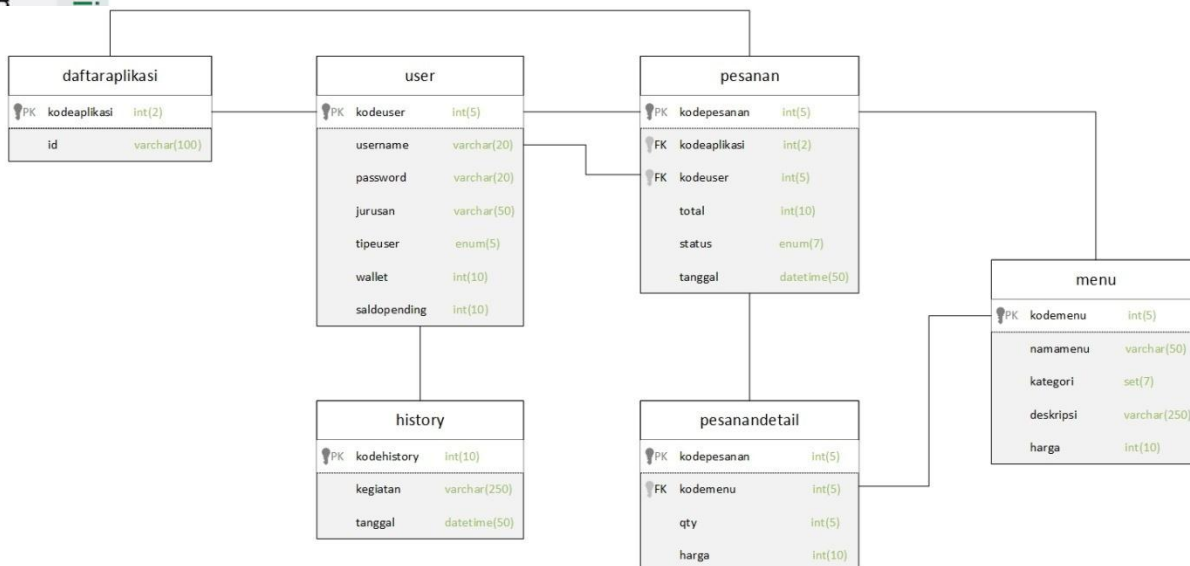 daftaraplikasi
PK kodeaplikasi int(2)
id varchar(100)
user
PK kodeuser int(5)
username varchar(20)
password varchar(20)
jurusan varchar(50)
tipeuser enum(5)
wallet int(10)
saldopending int(10)
pesanan
PK kodepesanan int(5)
FK kodeaplikasi int(2)
FK kodeuser int(5)
total int(10)
status enum(7)
tanggal datetime(50)
menu
PK kodemenu int(5)
namamenu varchar(50)
kategori set(7)
deskripsi varchar(250)
harga int(10)
history
PK kodehistory int(10)
kegiatan varchar(250)
tanggal datetime(50)
pesanandetail
PK kodepesanan int(5)
FK kodemenu int(5)
qty int(5)
harga int(10)